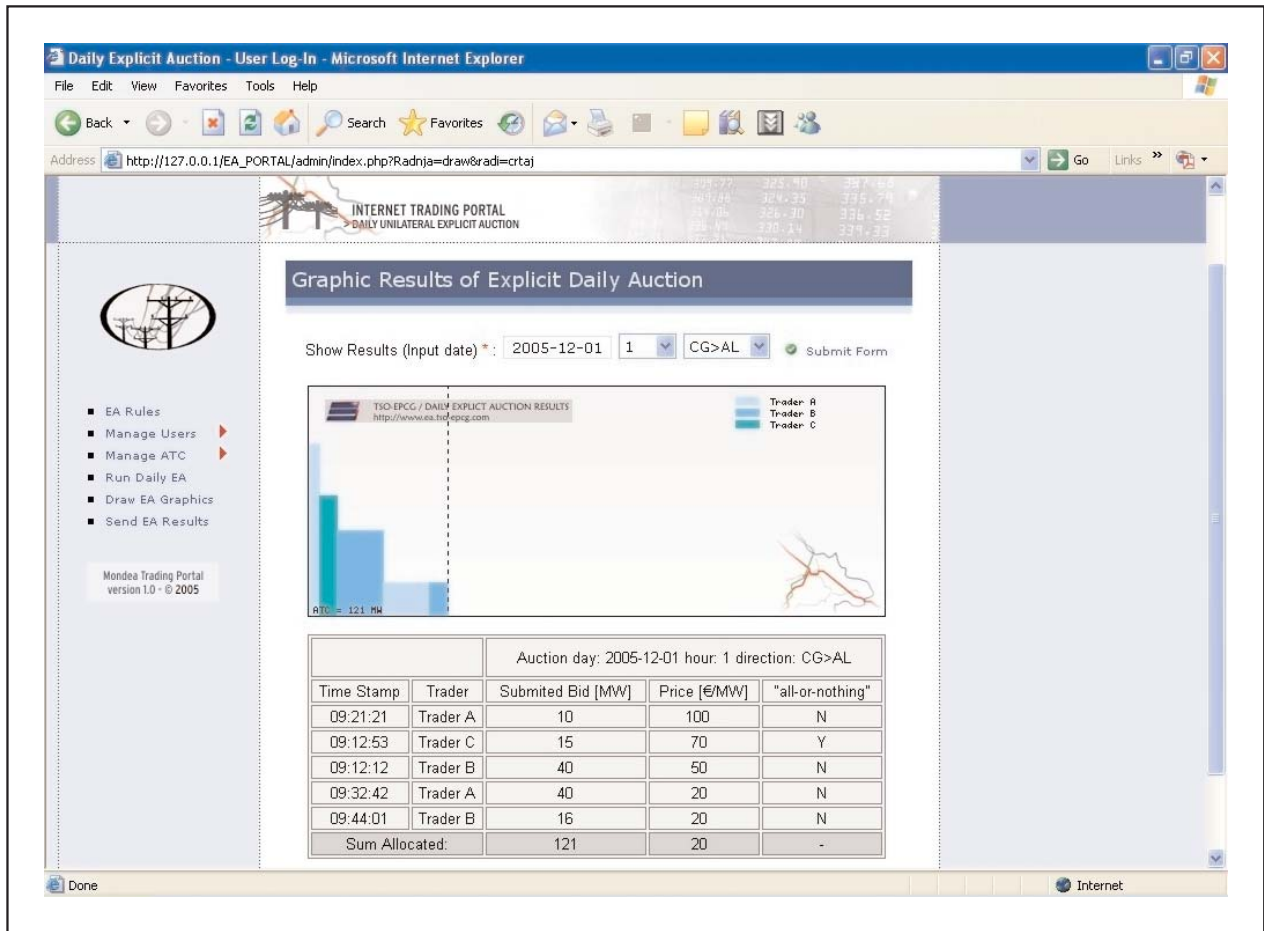 Daily Explicit Auction - User Log-In - Microsoft Internet Explorer
File Edit View Favorites Tools Help
Back Search Favorites
Address http://127.0.0.1/EA_PORTAL/admin/index.php?Radnja=draw&radi=crtaj Go Links »
INTERNET TRADING PORTAL
> DAILY UNILATERAL EXPLICIT AUCTION
Graphic Results of Explicit Daily Auction
Show Results (Input date) * : 2005-12-01 1 CG>AL Submit Form
EA Rules
Manage Users
Manage ATC
Run Daily EA
Draw EA Graphics
Send EA Results
Mondea Trading Portal
version 1.0 - © 2005
TSO-EPCG / DAILY EXPLICT AUCTION RESULTS
http://www.ea.tso-epcg.com
Trader A
Trader B
Trader C
ATC = 121 MW
Auction day: 2005-12-01 hour: 1 direction: CG>AL
Time Stamp Trader Submited Bid [MW] Price [€/MW] "all-or-nothing"
09:21:21 Trader A 10 100 N
09:12:53 Trader C 15 70 Y
09:12:12 Trader B 40 50 N
09:32:42 Trader A 40 20 N
09:44:01 Trader B 16 20 N
Sum Allocated: 121 20 -
Done Internet